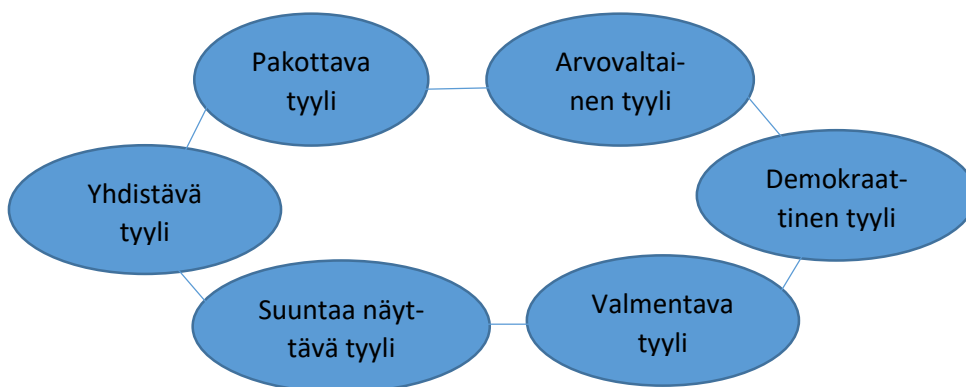 Pakottava
tyyli
Arvovaltai-
nen tyyli
Yhdistävä
tyyli
Demokraat-
tinen tyyli
Suuntaa näyt-
tävä tyyli
Valmentava
tyyli